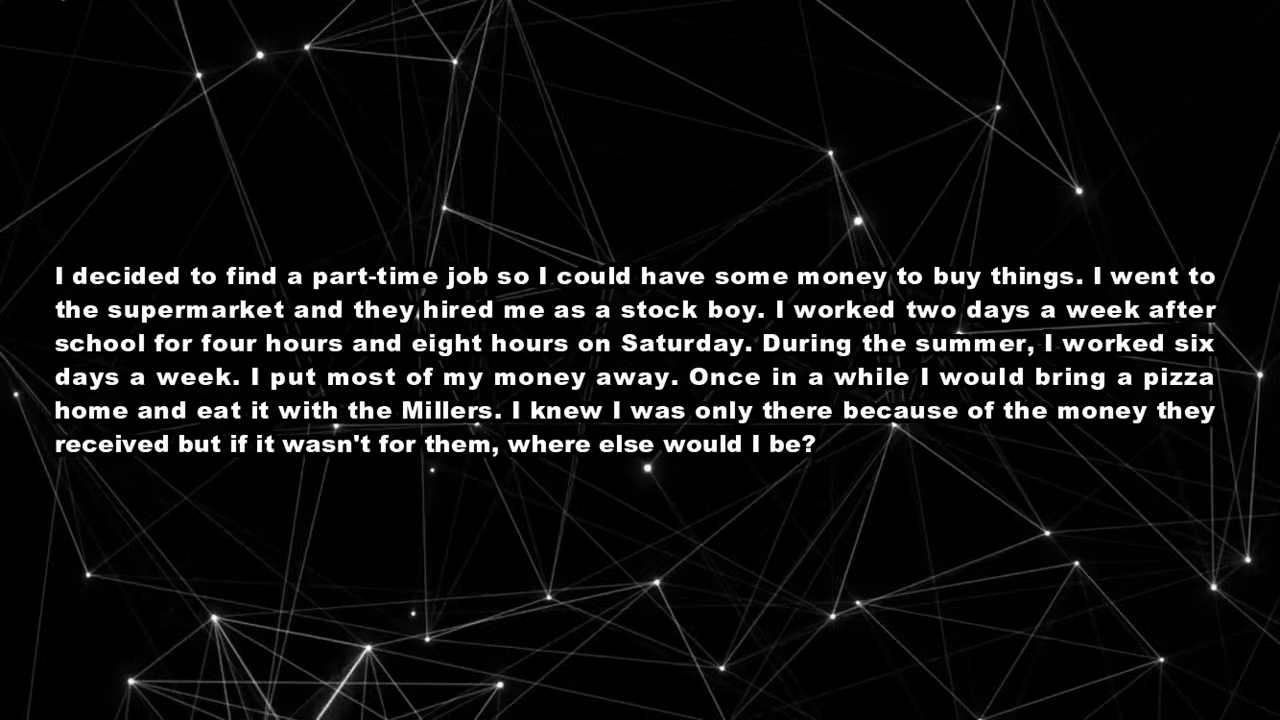 I decided to find a part-time job so I could have some money to buy things. I went to
the supermarket and they hired me as a stock boy. I worked two days a week after
school for four hours and eight hours on Saturday. During the summer, I worked six
days a week. I put most of my money away. Once in a while I would bring a pizza
home and eat it with the Millers. I knew I was only there because of the money they
received but if it wasn't for them, where else would I be?